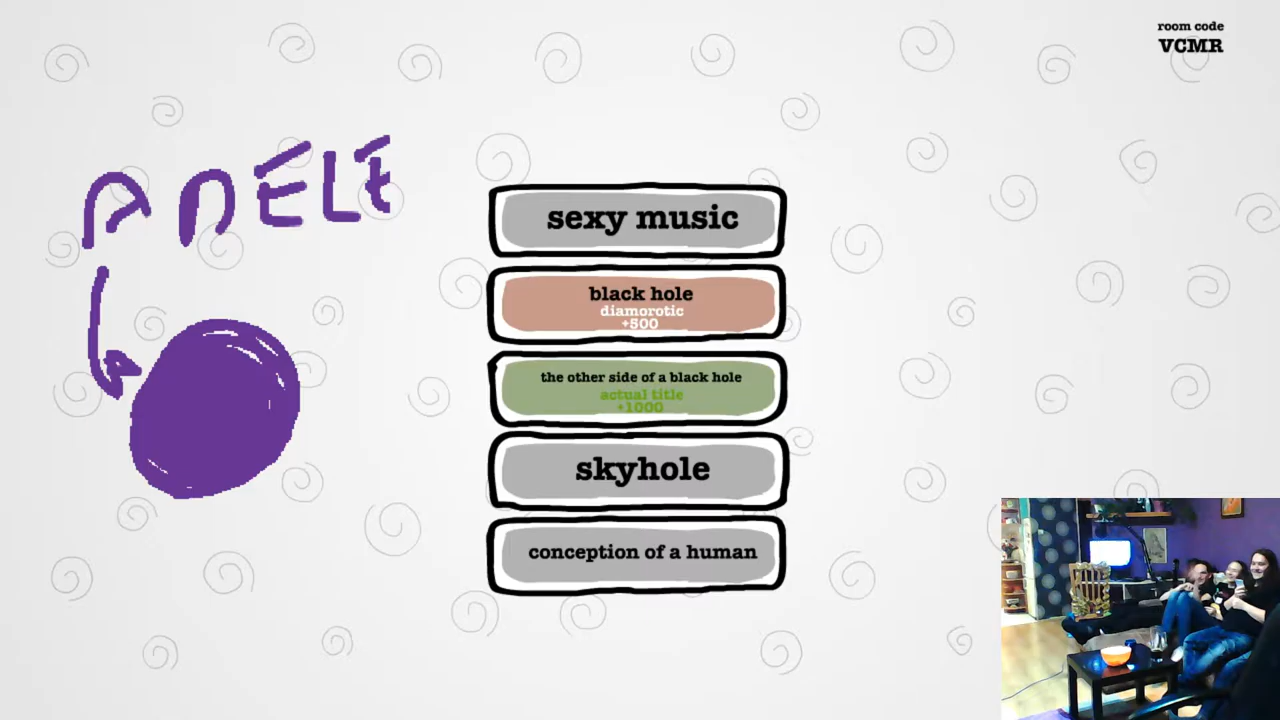 room code
VCMR
ADELE
sexy music
black hole
diamorotic
+500
the other side of a black hole
actual title
+1000
skyhole
conception of a human